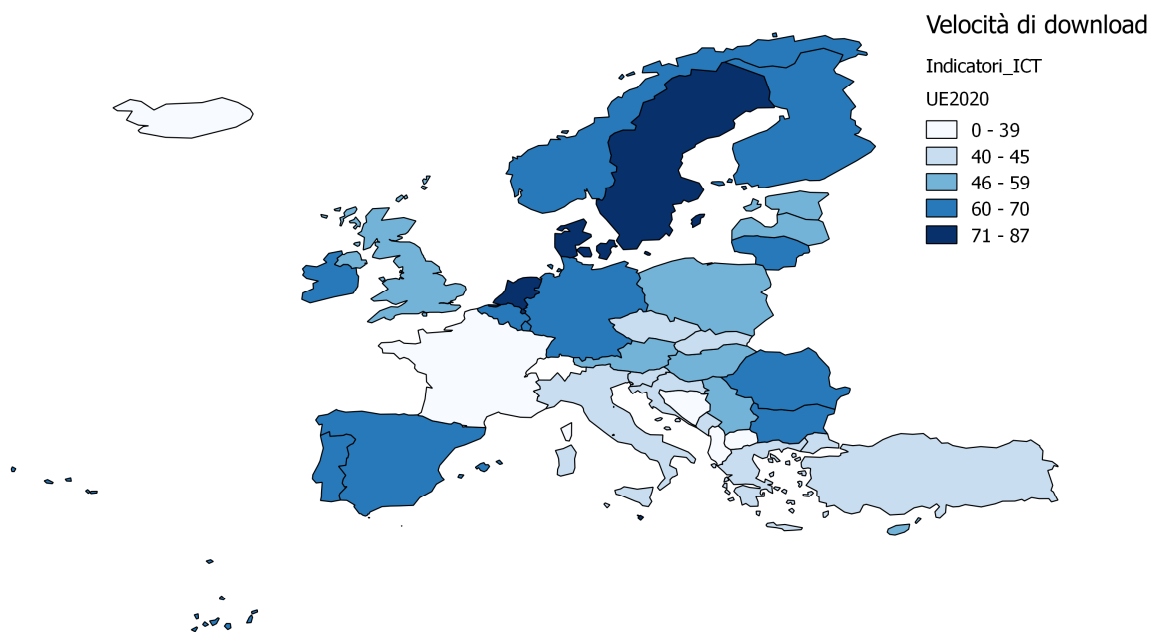 Velocità di download
Indicatori_ICT
UE2020
0 - 39
40 - 45
46 - 59
60 - 70
71 - 87